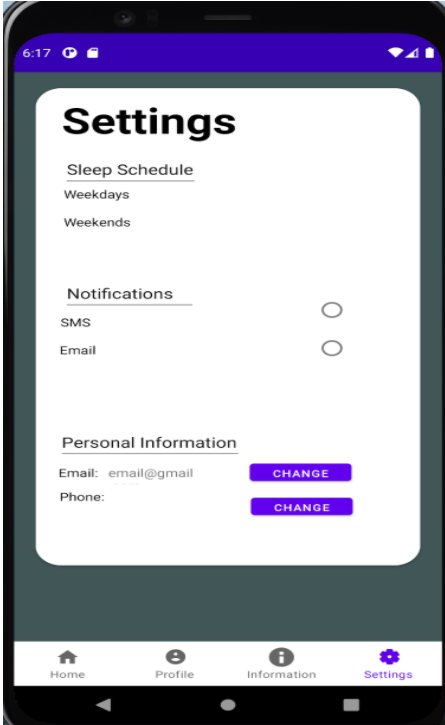 6:17
Settings
Sleep Schedule
Weekdays
Weekends
Notifications
SMS
Email
Personal Information
Email: email@gmail CHANGE
Phone: CHANGE
Home Profile Information Settings